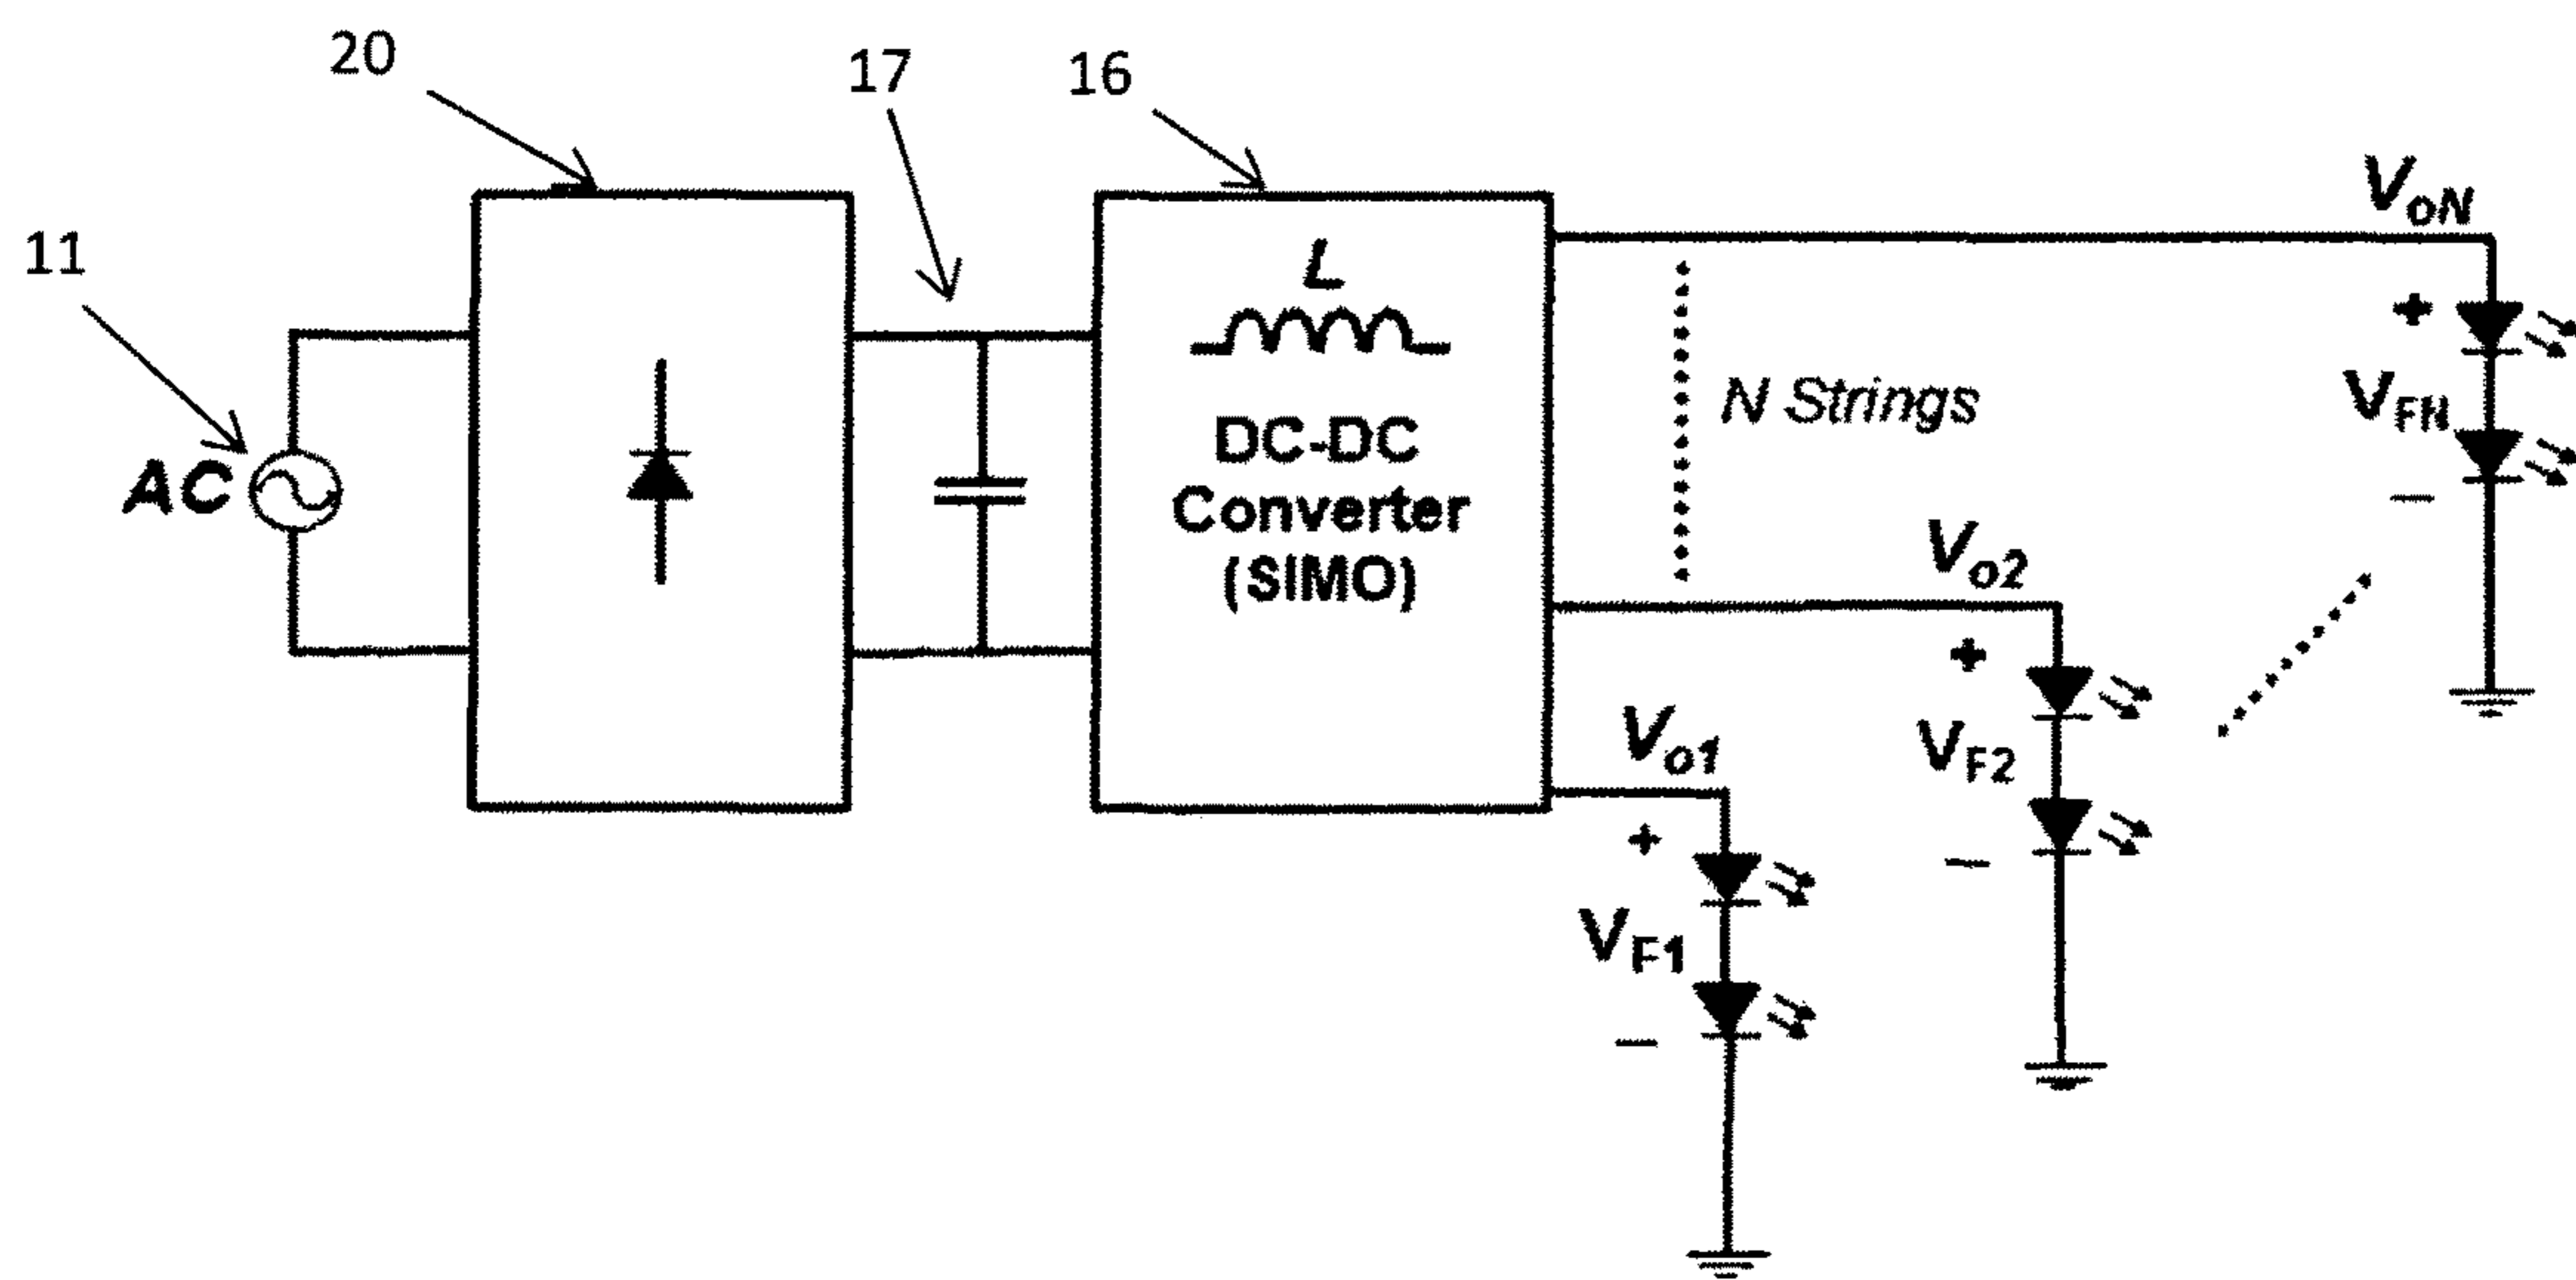 20
17
16
11
AC
L
DC-DC
Converter
(SIMO)
N Strings
VoN
+
VFN
−
Vo2
+
VF2
−
Vo1
+
VF1
−